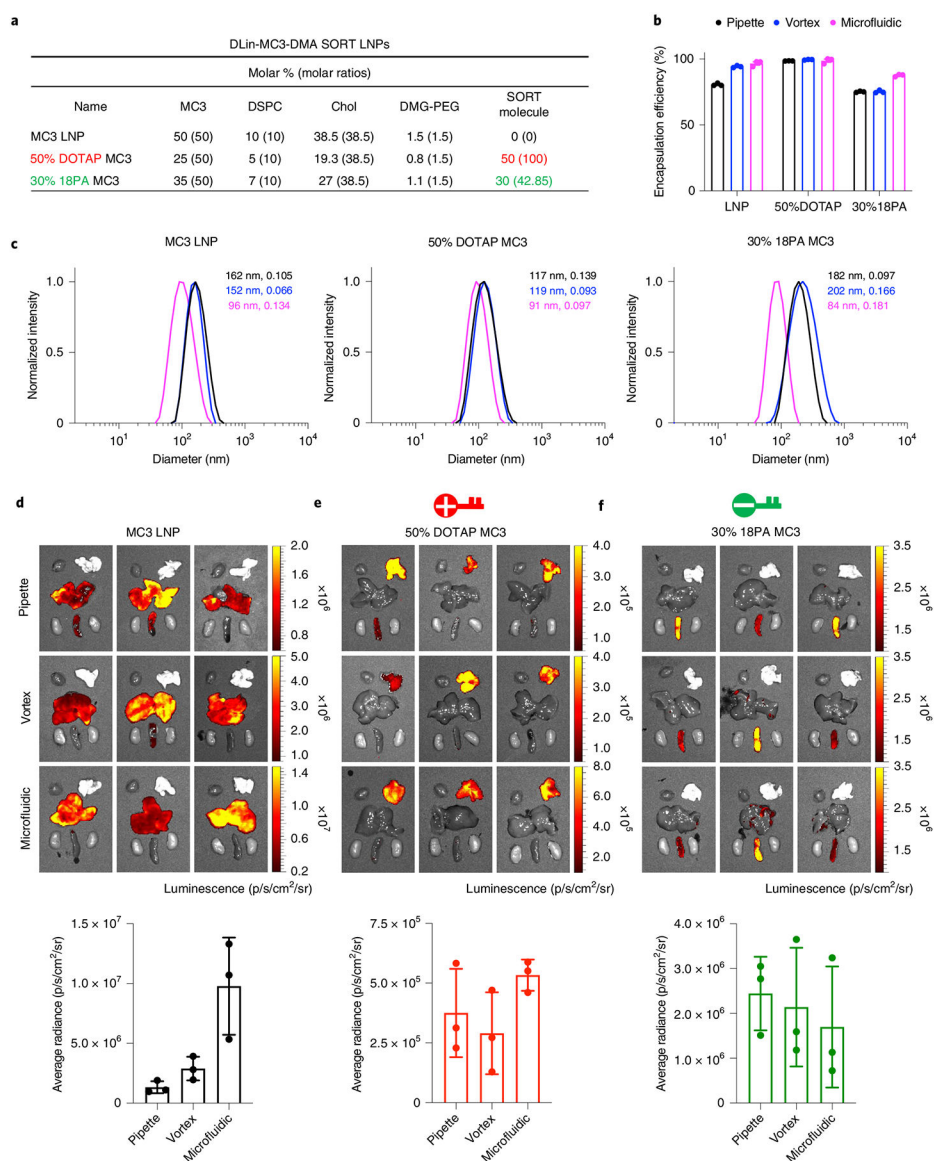 a
DLin-MC3-DMA SORT LNPs
Molar % (molar ratios)
Name MC3 DSPC Chol DMG-PEG SORT molecule
MC3 LNP 50 (50) 10 (10) 38.5 (38.5) 1.5 (1.5) 0 (0)
50% DOTAP MC3 25 (50) 5 (10) 19.3 (38.5) 0.8 (1.5) 50 (100)
30% 18PA MC3 35 (50) 7 (10) 27 (38.5) 1.1 (1.5) 30 (42.85)
b
Pipette Vortex Microfluidic
Encapsulation efficiency (%)
100
50
0
LNP 50%DOTAP 30%18PA
c
MC3 LNP
162 nm, 0.105
152 nm, 0.066
96 nm, 0.134
Normalized intensity
1.0
0.5
0
10¹ 10² 10³ 10⁴
Diameter (nm)
50% DOTAP MC3
117 nm, 0.139
119 nm, 0.093
91 nm, 0.097
Normalized intensity
1.0
0.5
0
10¹ 10² 10³ 10⁴
Diameter (nm)
30% 18PA MC3
182 nm, 0.097
202 nm, 0.166
84 nm, 0.181
Normalized intensity
1.0
0.5
0
10¹ 10² 10³ 10⁴
Diameter (nm)
d
MC3 LNP
Pipette
2.0
1.6
1.2
0.8
×10⁶
Vortex
5.0
4.0
3.0
2.0
1.0
×10⁶
Microfluidic
1.4
1.0
0.6
0.2
×10⁷
Luminescence (p/s/cm²/sr)
Average radiance (p/s/cm²/sr)
1.5 × 10⁷
1.0 × 10⁷
5.0 × 10⁶
0
Pipette
Vortex
Microfluidic
e
50% DOTAP MC3
4.0
3.0
2.0
1.0
×10⁵
4.0
3.0
2.0
1.0
×10⁵
8.0
6.0
4.0
2.0
×10⁵
Luminescence (p/s/cm²/sr)
Average radiance (p/s/cm²/sr)
7.5 × 10⁵
5.0 × 10⁵
2.5 × 10⁵
0
Pipette
Vortex
Microfluidic
f
30% 18PA MC3
3.5
2.5
1.5
×10⁶
3.5
2.5
1.5
×10⁶
3.5
2.5
1.5
×10⁶
Luminescence (p/s/cm²/sr)
Average radiance (p/s/cm²/sr)
4.0 × 10⁶
3.0 × 10⁶
2.0 × 10⁶
1.0 × 10⁶
0
Pipette
Vortex
Microfluidic